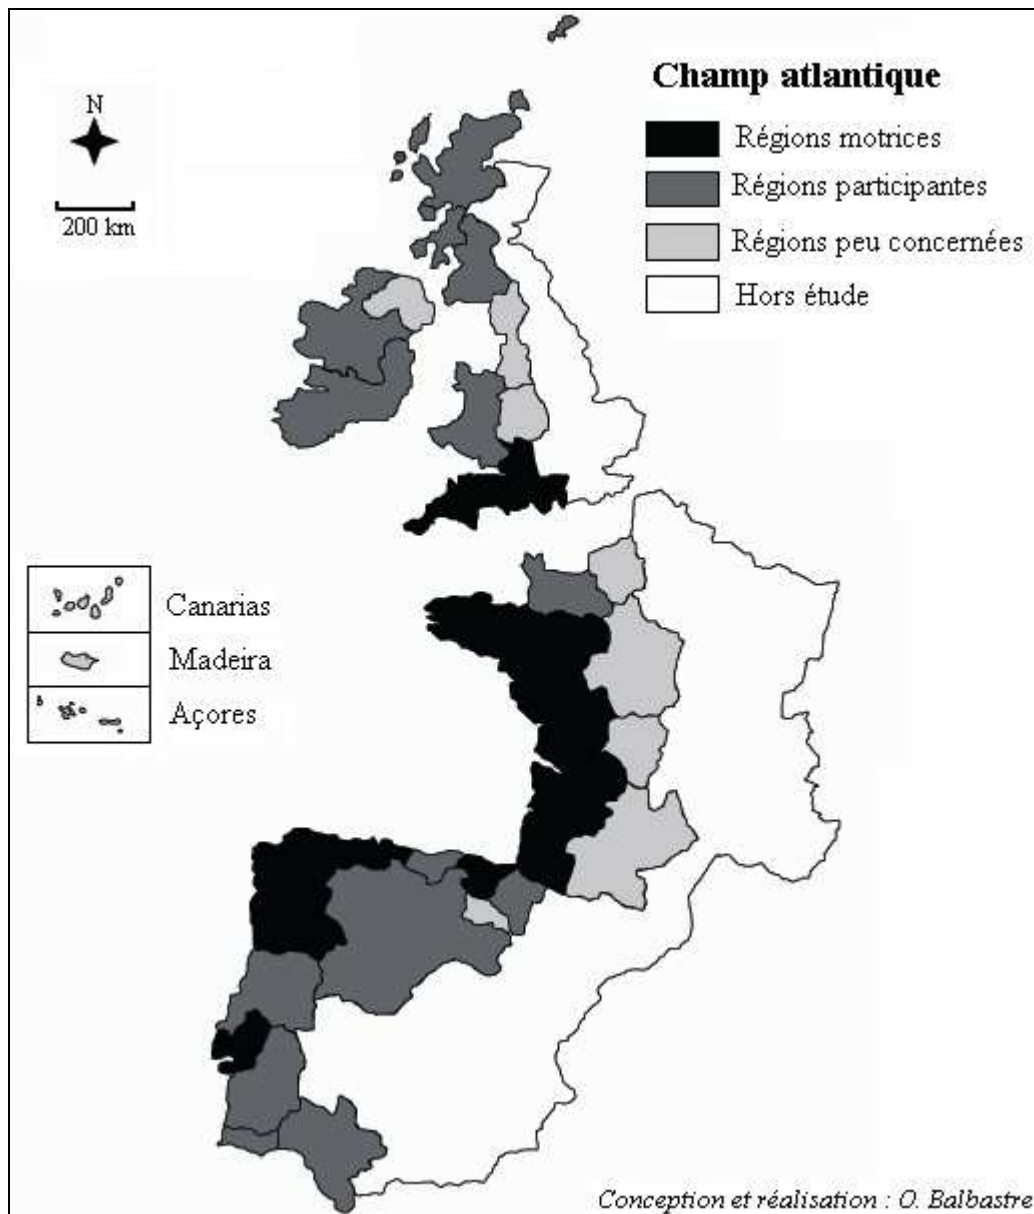 Champ atlantique
N
200 km
Régions motrices
Régions participantes
Régions peu concernées
Hors étude
Canarias
Madeira
Açores
Conception et réalisation : O. Balbastre